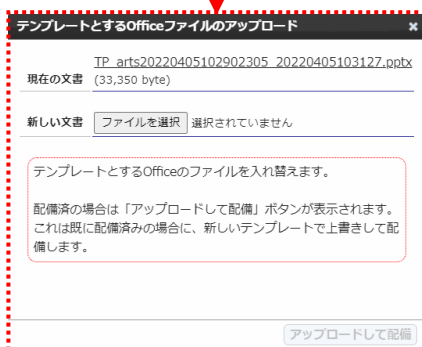 テンプレートとするOfficeファイルのアップロード ×
TP_arts20220405102902305_20220405103127.pptx
現在の文書 (33,350 byte)
新しい文書 ファイルを選択 選択されていません
テンプレートとするOfficeのファイルを入れ替えます。
配備済の場合は「アップロードして配備」ボタンが表示されます。
これは既に配備済みの場合に、新しいテンプレートで上書きして配
備します。
アップロードして配備